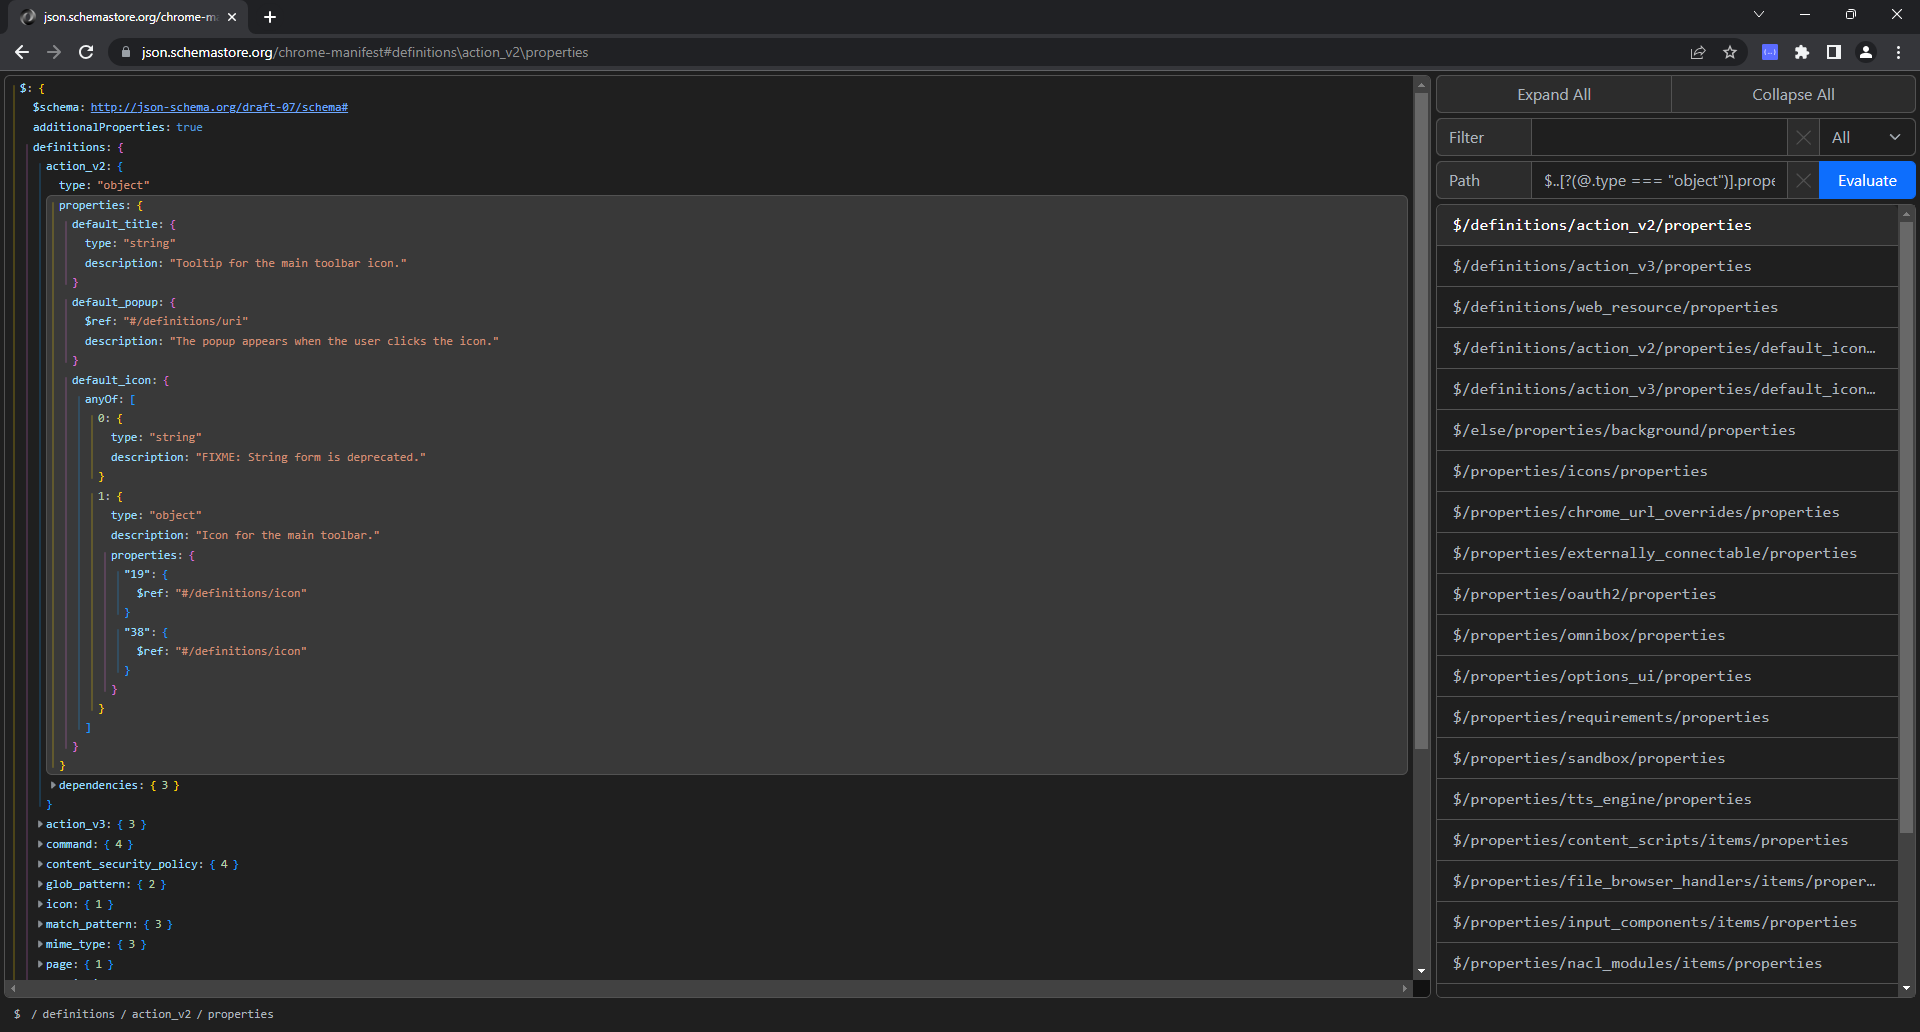 json.schemastore.org/chrome-m
json.schemastore.org/chrome-manifest#definitions\action_v2\properties
$: {
$schema: http://json-schema.org/draft-07/schema#
additionalProperties: true
definitions: {
action_v2: {
type: "object"
properties: {
default_title: {
type: "string"
description: "Tooltip for the main toolbar icon."
}
default_popup: {
$ref: "#/definitions/uri"
description: "The popup appears when the user clicks the icon."
}
default_icon: {
anyOf: [
0: {
type: "string"
description: "FIXME: String form is deprecated."
}
1: {
type: "object"
description: "Icon for the main toolbar."
properties: {
"19": {
$ref: "#/definitions/icon"
}
"38": {
$ref: "#/definitions/icon"
}
}
}
]
}
}
dependencies: { 3 }
}
action_v3: { 3 }
command: { 4 }
content_security_policy: { 4 }
glob_pattern: { 2 }
icon: { 1 }
match_pattern: { 3 }
mime_type: { 3 }
page: { 1 }
Expand All
Collapse All
Filter
All
Path
$..[?(@.type === "object")].prope
Evaluate
$/definitions/action_v2/properties
$/definitions/action_v3/properties
$/definitions/web_resource/properties
$/definitions/action_v2/properties/default_icon…
$/definitions/action_v3/properties/default_icon…
$/else/properties/background/properties
$/properties/icons/properties
$/properties/chrome_url_overrides/properties
$/properties/externally_connectable/properties
$/properties/oauth2/properties
$/properties/omnibox/properties
$/properties/options_ui/properties
$/properties/requirements/properties
$/properties/sandbox/properties
$/properties/tts_engine/properties
$/properties/content_scripts/items/properties
$/properties/file_browser_handlers/items/proper…
$/properties/input_components/items/properties
$/properties/nacl_modules/items/properties
$ / definitions / action_v2 / properties